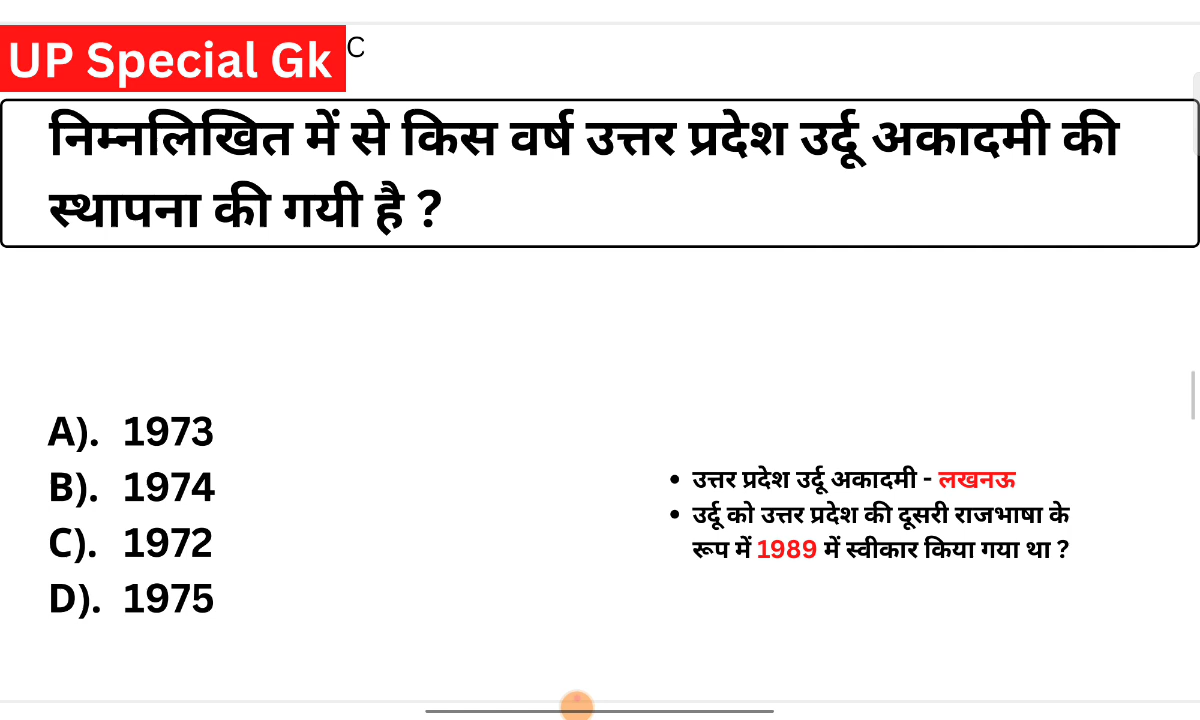 UP Special Gk C
निम्नलिखित में से किस वर्ष उत्तर प्रदेश उर्दू अकादमी की
स्थापना की गयी है ?
A). 1973
B). 1974
C). 1972
D). 1975
• उत्तर प्रदेश उर्दू अकादमी - लखनऊ
• उर्दू को उत्तर प्रदेश की दूसरी राजभाषा के
रूप में 1989 में स्वीकार किया गया था ?